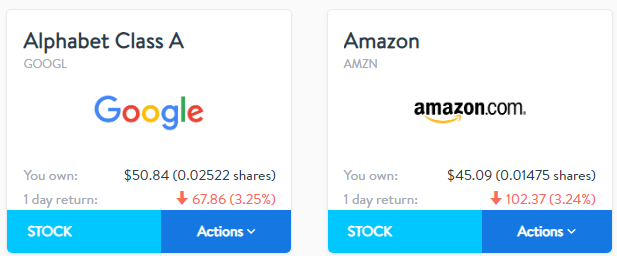 Alphabet Class A
GOOGL
Google
You own: $50.84 (0.02522 shares)
1 day return: 67.86 (3.25%)
STOCK Actions
Amazon
AMZN
amazon.com.
You own: $45.09 (0.01475 shares)
1 day return: 102.37 (3.24%)
STOCK Actions